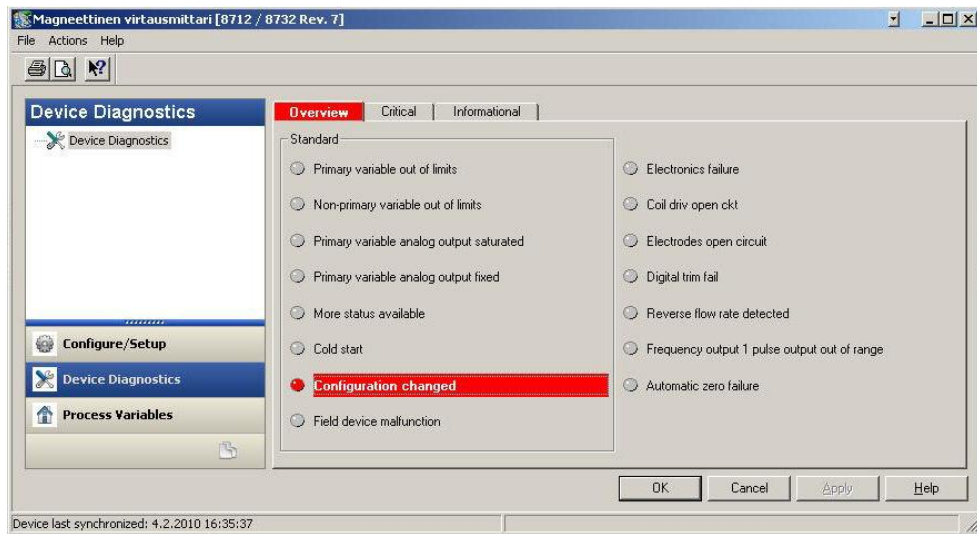 Magneettinen virtausmittari [8712 / 8732 Rev. 7]
File Actions Help
Device Diagnostics
Device Diagnostics
Configure/Setup
Device Diagnostics
Process Variables
Overview Critical Informational
Standard
Primary variable out of limits
Non-primary variable out of limits
Primary variable analog output saturated
Primary variable analog output fixed
More status available
Cold start
Configuration changed
Field device malfunction
Electronics failure
Coil driv open ckt
Electrodes open circuit
Digital trim fail
Reverse flow rate detected
Frequency output 1 pulse output out of range
Automatic zero failure
OK Cancel Apply Help
Device last synchronized: 4.2.2010 16:35:37